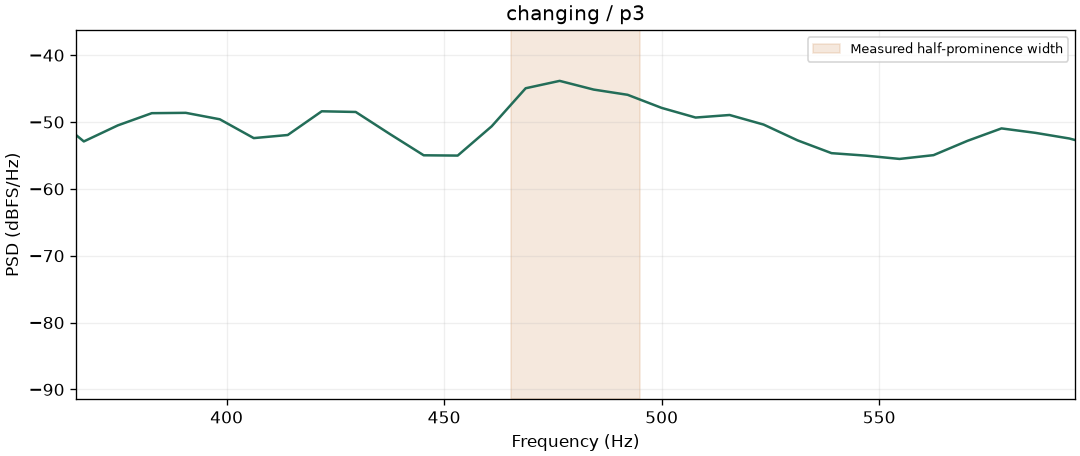 changing / p3
Measured half-prominence width
PSD (dBFS/Hz)
−40
−50
−60
−70
−80
−90
400
450
500
550
Frequency (Hz)